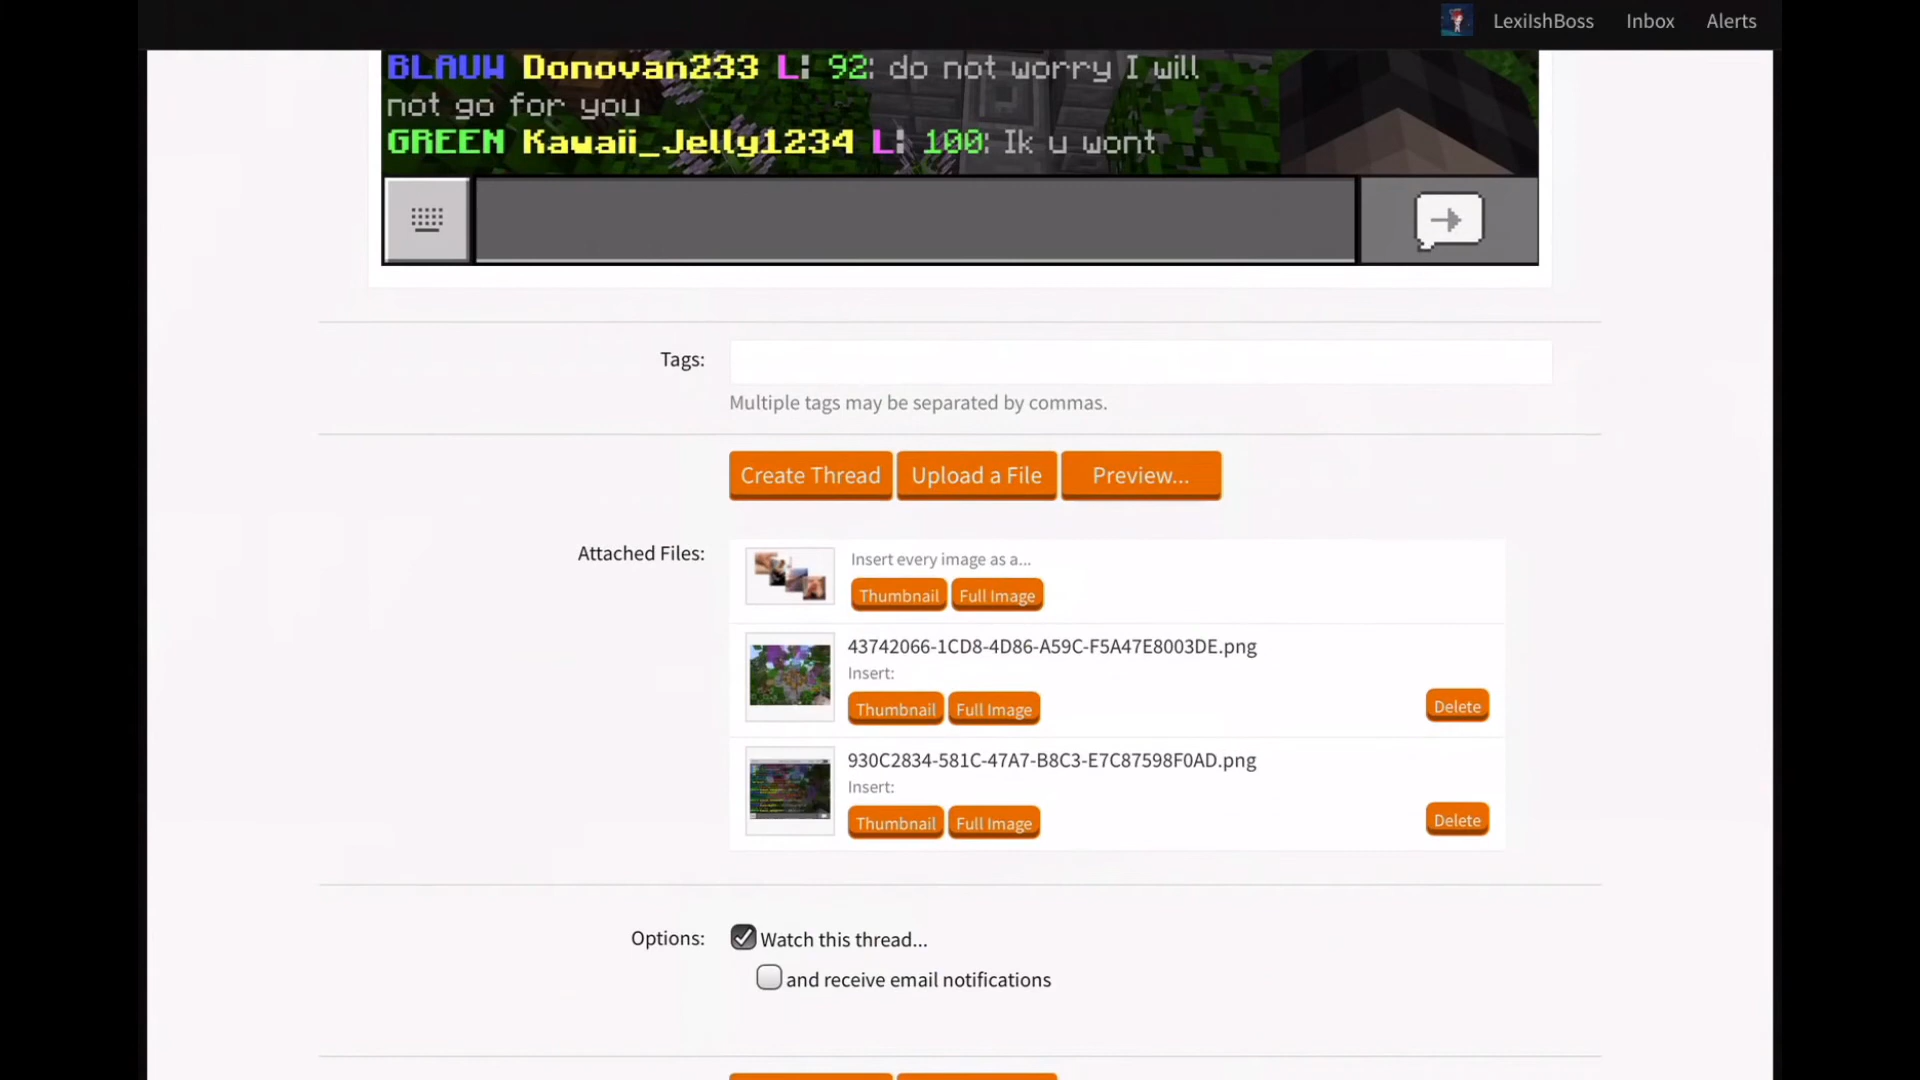 LexiIshBoss Inbox Alerts
BLAUW Donovan233 L: 92: do not worry I will
not go for you
GREEN Kawaii_Jelly1234 L: 100: Ik u wont
Tags:
Multiple tags may be separated by commas.
Create Thread Upload a File Preview...
Attached Files:
Insert every image as a...
Thumbnail Full Image
43742066-1CD8-4D86-A59C-F5A47E8003DE.png
Insert:
Thumbnail Full Image
Delete
930C2834-581C-47A7-B8C3-E7C87598F0AD.png
Insert:
Thumbnail Full Image
Delete
Options:
Watch this thread...
and receive email notifications